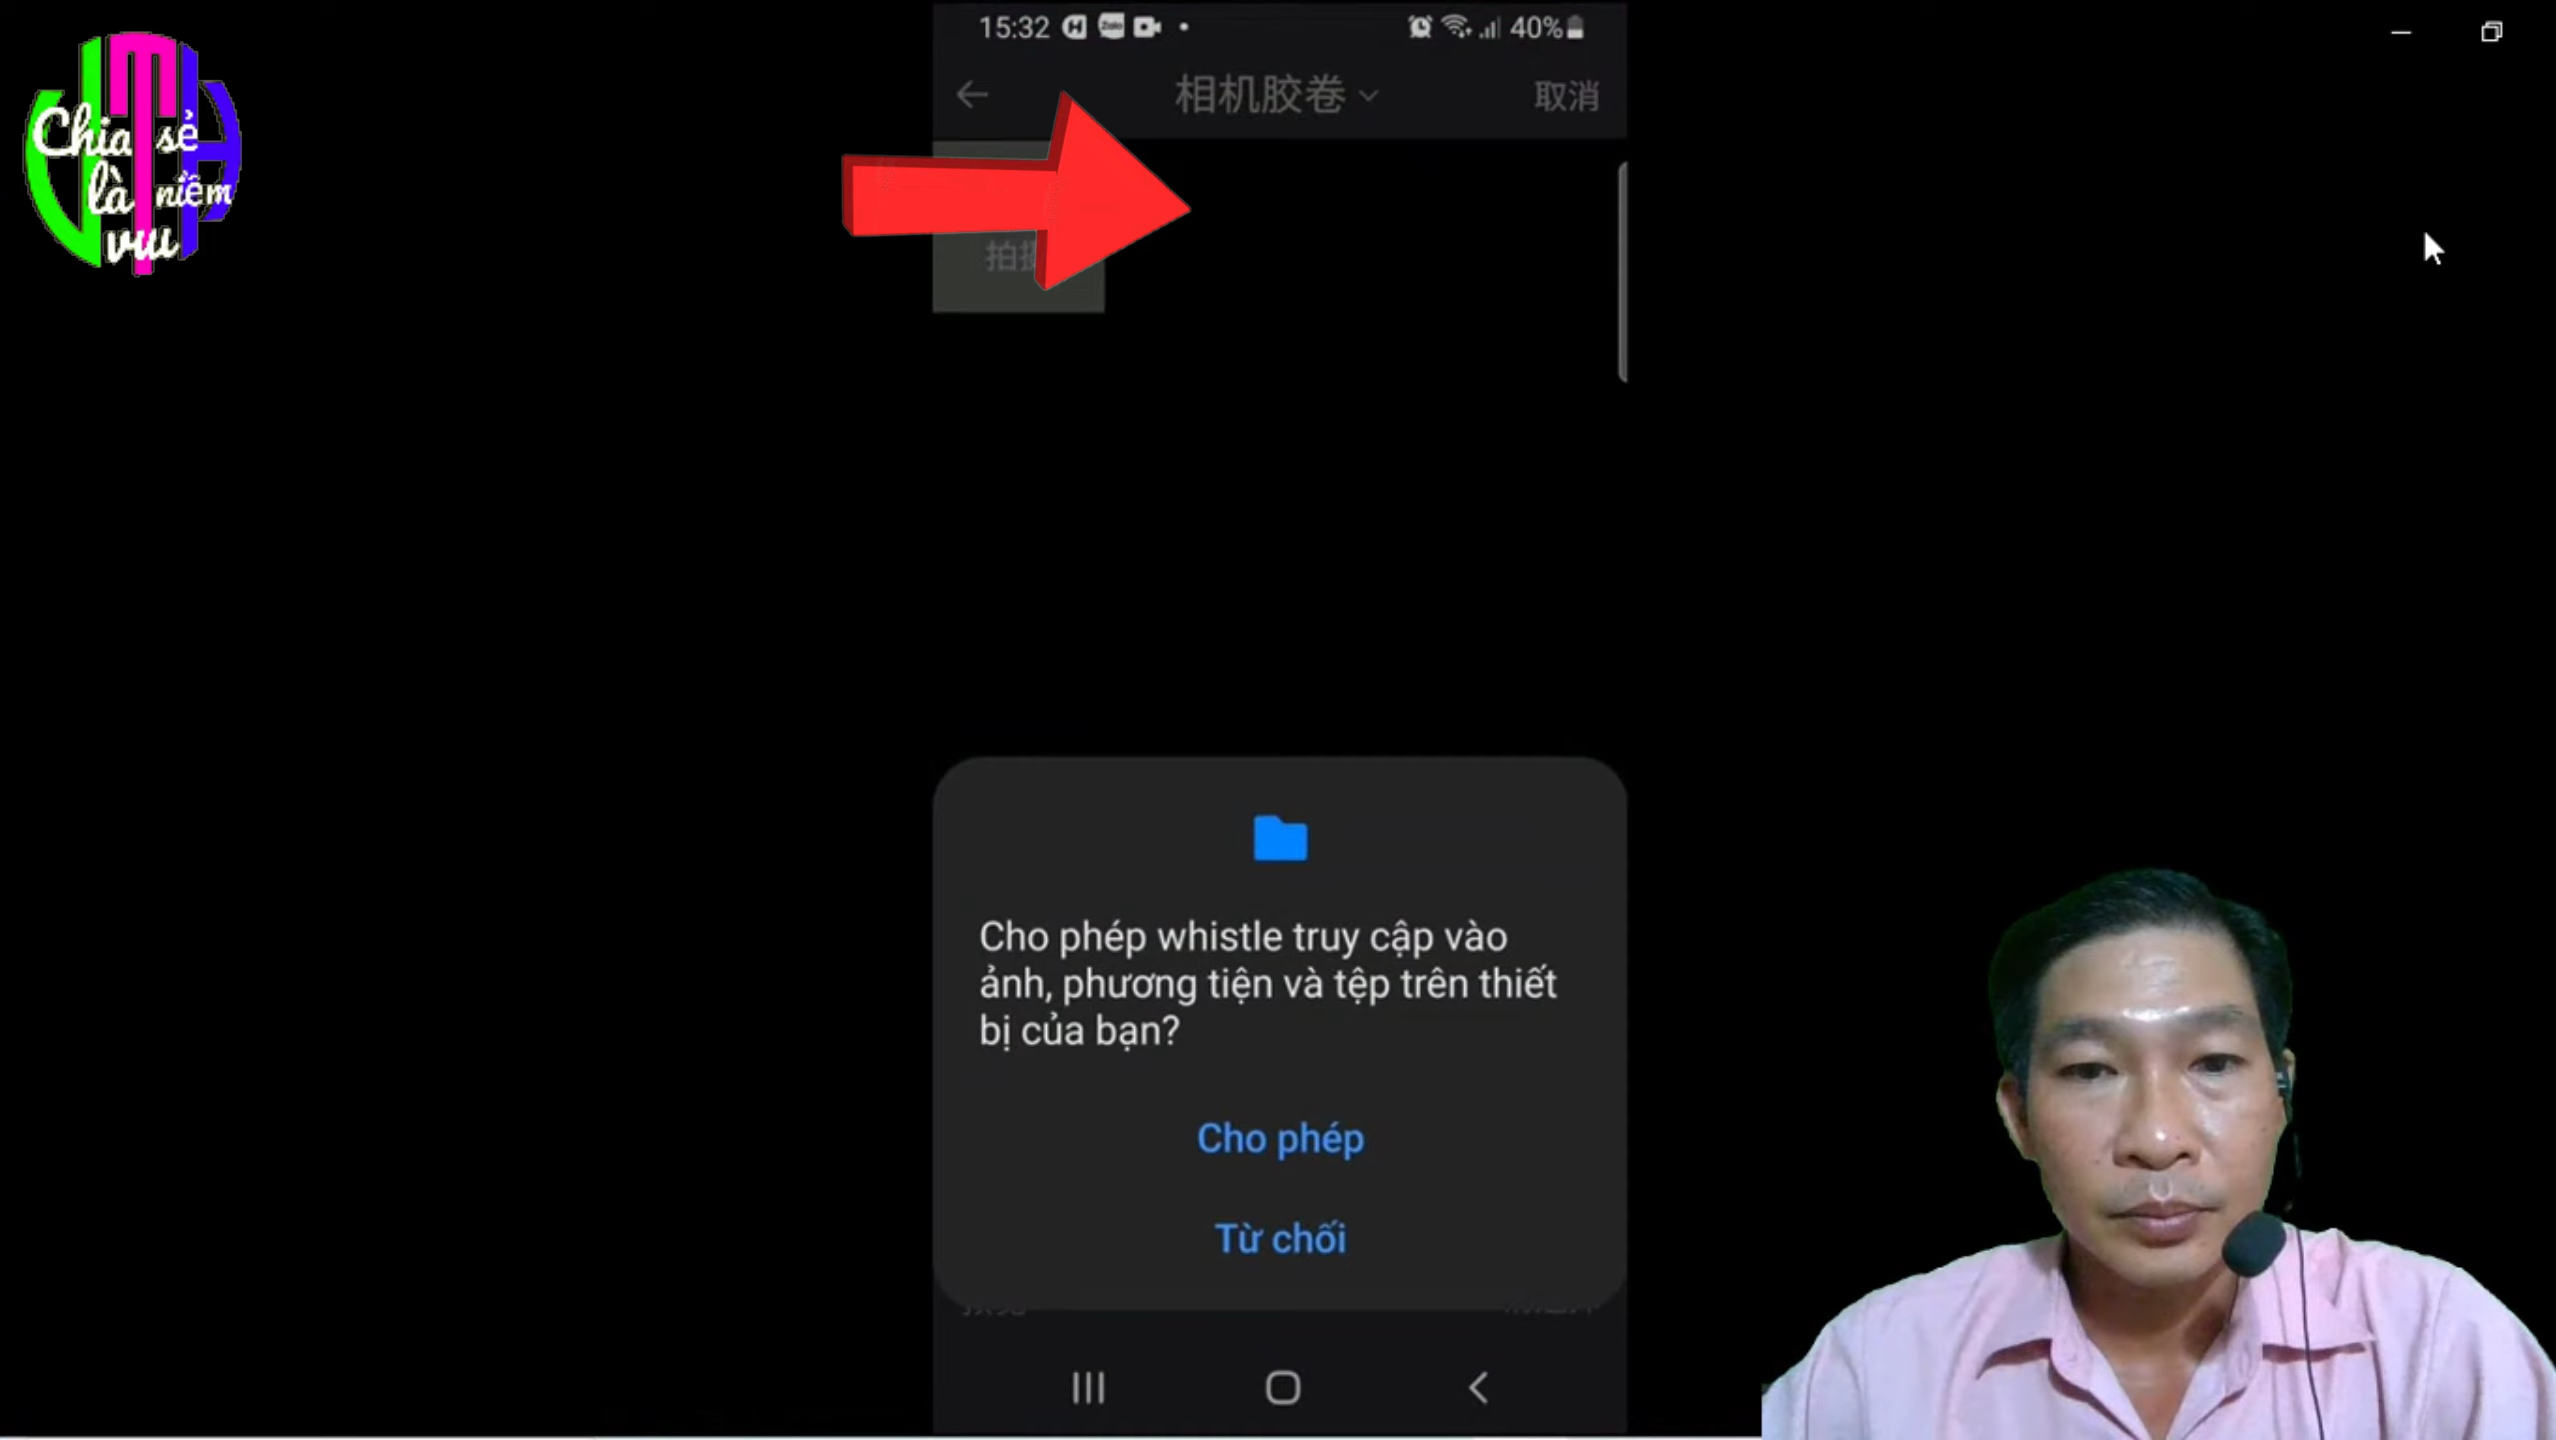 15:32
40%
相机胶卷
取消
Chia sẻ
là niềm
vui
Cho phép whistle truy cập vào
ảnh, phương tiện và tệp trên thiết
bị của bạn?
Cho phép
Từ chối